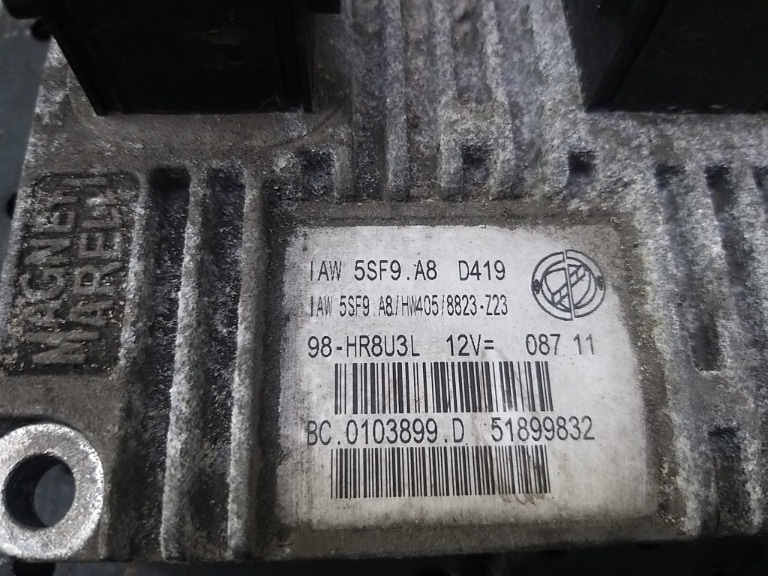 MAGNETI
MARELLI
IAW 5SF9.A8 D419
IAW 5SF9.A8/HW405/8823-Z23
98-HR8U3L 12V= 087 11
BC.0103899.D 51899832